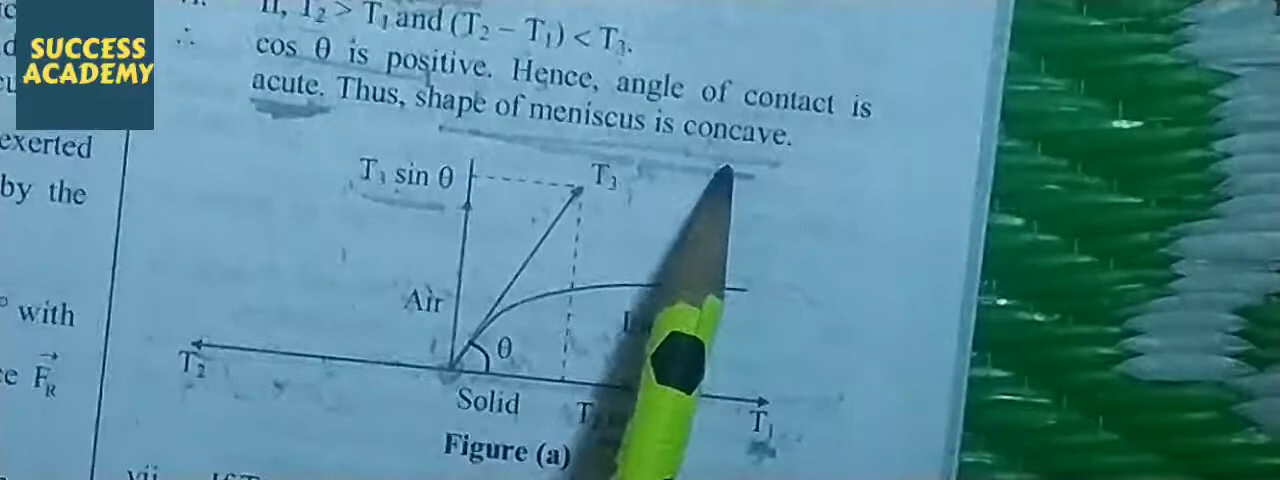 SUCCESS
ACADEMY
If, T₂ > T₁ and (T₂ – T₁) < T₃.
∴ cos θ is positive. Hence, angle of contact is
acute. Thus, shape of meniscus is concave.
exerted
by the
° with
F⃗R
T₃ sin θ
T₃
Air
θ
T₂
Solid
T₁
Figure (a)
vii.